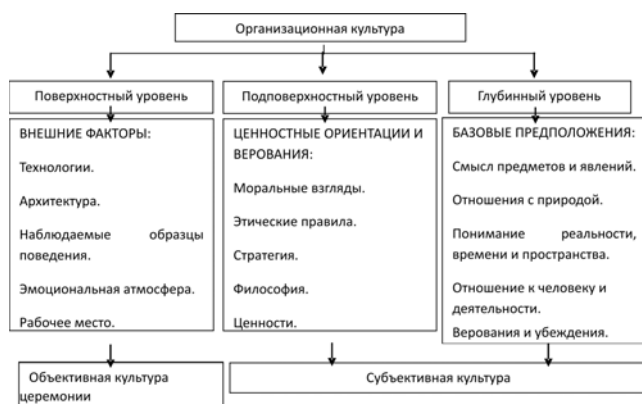 Организационная культура
Поверхностный уровень
Подповерхностный уровень
Глубинный уровень
ВНЕШНИЕ ФАКТОРЫ:
Технологии.
Архитектура.
Наблюдаемые образцы
поведения.
Эмоциональная атмосфера.
Рабочее место.
ЦЕННОСТНЫЕ ОРИЕНТАЦИИ И
ВЕРОВАНИЯ:
Моральные взгляды.
Этические правила.
Стратегия.
Философия.
Ценности.
БАЗОВЫЕ ПРЕДПОЛОЖЕНИЯ:
Смысл предметов и явлений.
Отношения с природой.
Понимание реальности,
времени и пространства.
Отношение к человеку и
деятельности.
Верования и убеждения.
Объективная культура
церемонии
Субъективная культура